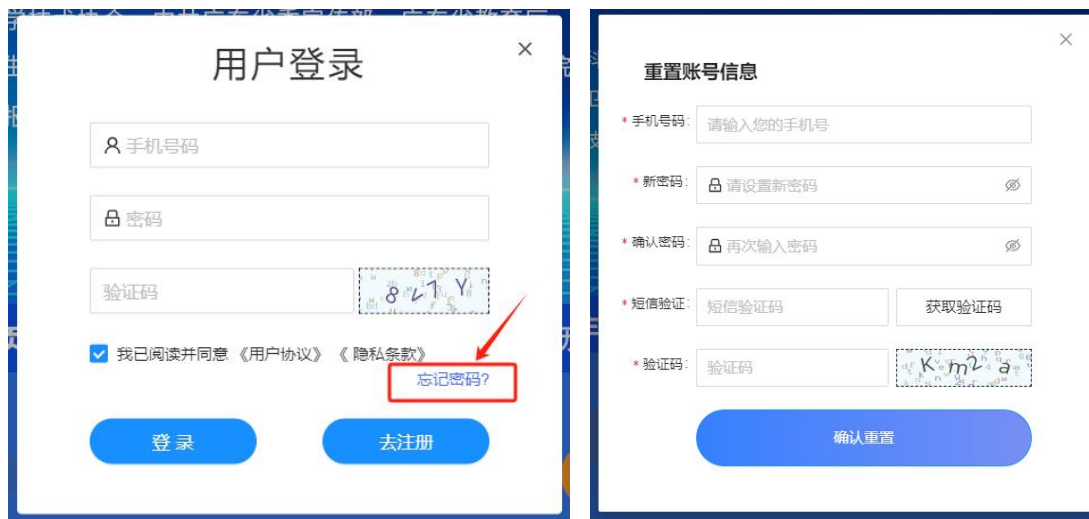 用户登录
手机号码
密码
验证码
我已阅读并同意 《用户协议》 《 隐私条款》
忘记密码?
登 录
去注册
重置账号信息
* 手机号码:
请输入您的手机号
* 新密码:
请设置新密码
* 确认密码:
再次输入密码
* 短信验证:
短信验证码
获取验证码
* 验证码:
验证码
Km2a
确认重置